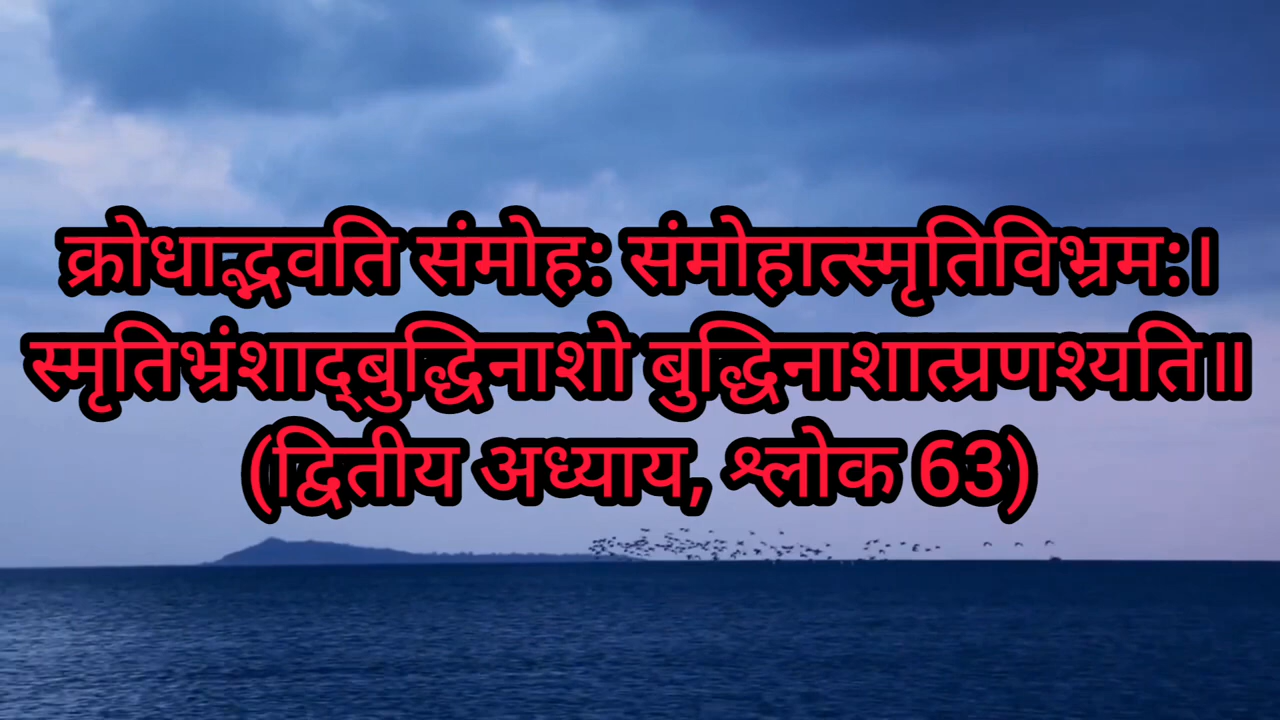 क्रोधाद्भवति संमोह: संमोहात्स्मृतिविभ्रम:।
स्मृतिभ्रंशाद्‌बुद्धिनाशो बुद्धिनाशात्प्रणश्यति॥
(द्वितीय अध्याय, श्लोक 63)